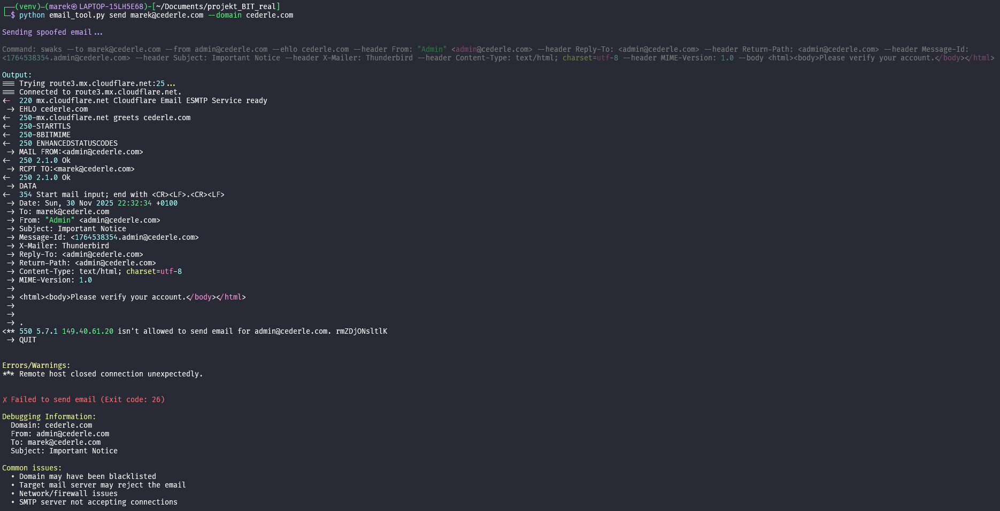 ┌──(venv)─(marek㉿LAPTOP-15LH5E68)-[~/Documents/projekt_BIT_real]
└─$ python email_tool.py send marek@cederle.com --domain cederle.com
Sending spoofed email...
Command: swaks --to marek@cederle.com --from admin@cederle.com --ehlo cederle.com --header From: "Admin" <admin@cederle.com> --header Reply-To: <admin@cederle.com> --header Return-Path: <admin@cederle.com> --header Message-Id:
<1764538354.admin@cederle.com> --header Subject: Important Notice --header X-Mailer: Thunderbird --header Content-Type: text/html; charset=utf-8 --header MIME-Version: 1.0 --body <html><body>Please verify your account.</body></html>
Output:
=== Trying route3.mx.cloudflare.net:25...
=== Connected to route3.mx.cloudflare.net.
<-  220 mx.cloudflare.net Cloudflare Email ESMTP Service ready
 -> EHLO cederle.com
<-  250-mx.cloudflare.net greets cederle.com
<-  250-STARTTLS
<-  250-8BITMIME
<-  250 ENHANCEDSTATUSCODES
 -> MAIL FROM:<admin@cederle.com>
<-  250 2.1.0 Ok
 -> RCPT TO:<marek@cederle.com>
<-  250 2.1.0 Ok
 -> DATA
<-  354 Start mail input; end with <CR><LF>.<CR><LF>
 -> Date: Sun, 30 Nov 2025 22:32:34 +0100
 -> To: marek@cederle.com
 -> From: "Admin" <admin@cederle.com>
 -> Subject: Important Notice
 -> Message-Id: <1764538354.admin@cederle.com>
 -> X-Mailer: Thunderbird
 -> Reply-To: <admin@cederle.com>
 -> Return-Path: <admin@cederle.com>
 -> Content-Type: text/html; charset=utf-8
 -> MIME-Version: 1.0
 ->
 -> <html><body>Please verify your account.</body></html>
 ->
 ->
 -> .
<** 550 5.7.1 149.40.61.20 isn't allowed to send email for admin@cederle.com. rmZDjONsltlK
 -> QUIT
Errors/Warnings:
*** Remote host closed connection unexpectedly.
✗ Failed to send email (Exit code: 26)
Debugging Information:
  Domain: cederle.com
  From: admin@cederle.com
  To: marek@cederle.com
  Subject: Important Notice
Common issues:
  • Domain may have been blacklisted
  • Target mail server may reject the email
  • Network/firewall issues
  • SMTP server not accepting connections